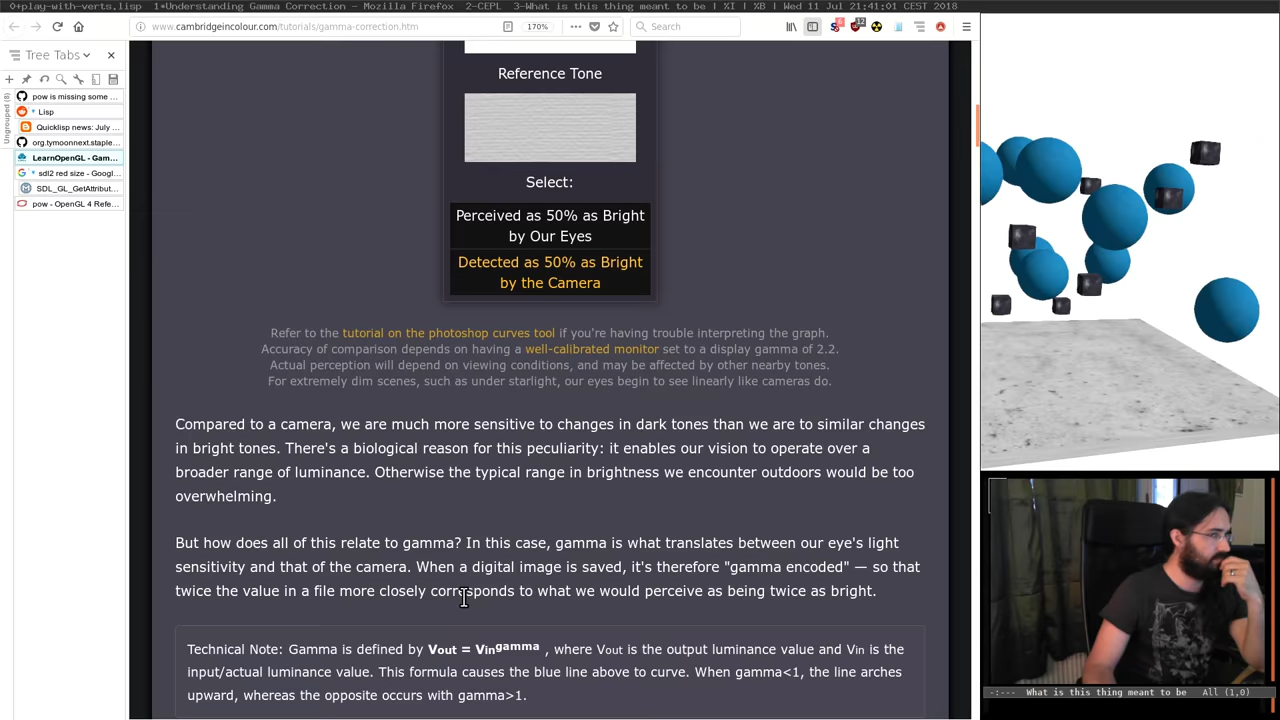 0+play-with-verts.lisp 1*Understanding Gamma Correction - Mozilla Firefox 2-CEPL 3-What is this thing meant to be | %I | %B | Wed 11 Jul 21:41:01 CEST 2018
www.cambridgeincolour.com/tutorials/gamma-correction.htm
170%
Search
Tree Tabs
Ungrouped (8)
pow is missing some ...
Lisp
Quicklisp news: July ...
org.tymoonnext.staple...
LearnOpenGL - Gam...
sdl2 red size - Googl...
SDL_GL_GetAttribut...
pow - OpenGL 4 Refe...
Reference Tone
Select:
Perceived as 50% as Bright
by Our Eyes
Detected as 50% as Bright
by the Camera
Refer to the tutorial on the photoshop curves tool if you're having trouble interpreting the graph.
Accuracy of comparison depends on having a well-calibrated monitor set to a display gamma of 2.2.
Actual perception will depend on viewing conditions, and may be affected by other nearby tones.
For extremely dim scenes, such as under starlight, our eyes begin to see linearly like cameras do.
Compared to a camera, we are much more sensitive to changes in dark tones than we are to similar changes
in bright tones. There's a biological reason for this peculiarity: it enables our vision to operate over a
broader range of luminance. Otherwise the typical range in brightness we encounter outdoors would be too
overwhelming.
But how does all of this relate to gamma? In this case, gamma is what translates between our eye's light
sensitivity and that of the camera. When a digital image is saved, it's therefore "gamma encoded" — so that
twice the value in a file more closely corresponds to what we would perceive as being twice as bright.
Technical Note: Gamma is defined by Vout = Vin^gamma , where Vout is the output luminance value and Vin is the
input/actual luminance value. This formula causes the blue line above to curve. When gamma<1, the line arches
upward, whereas the opposite occurs with gamma>1.
-:--- What is this thing meant to be All (1,0)